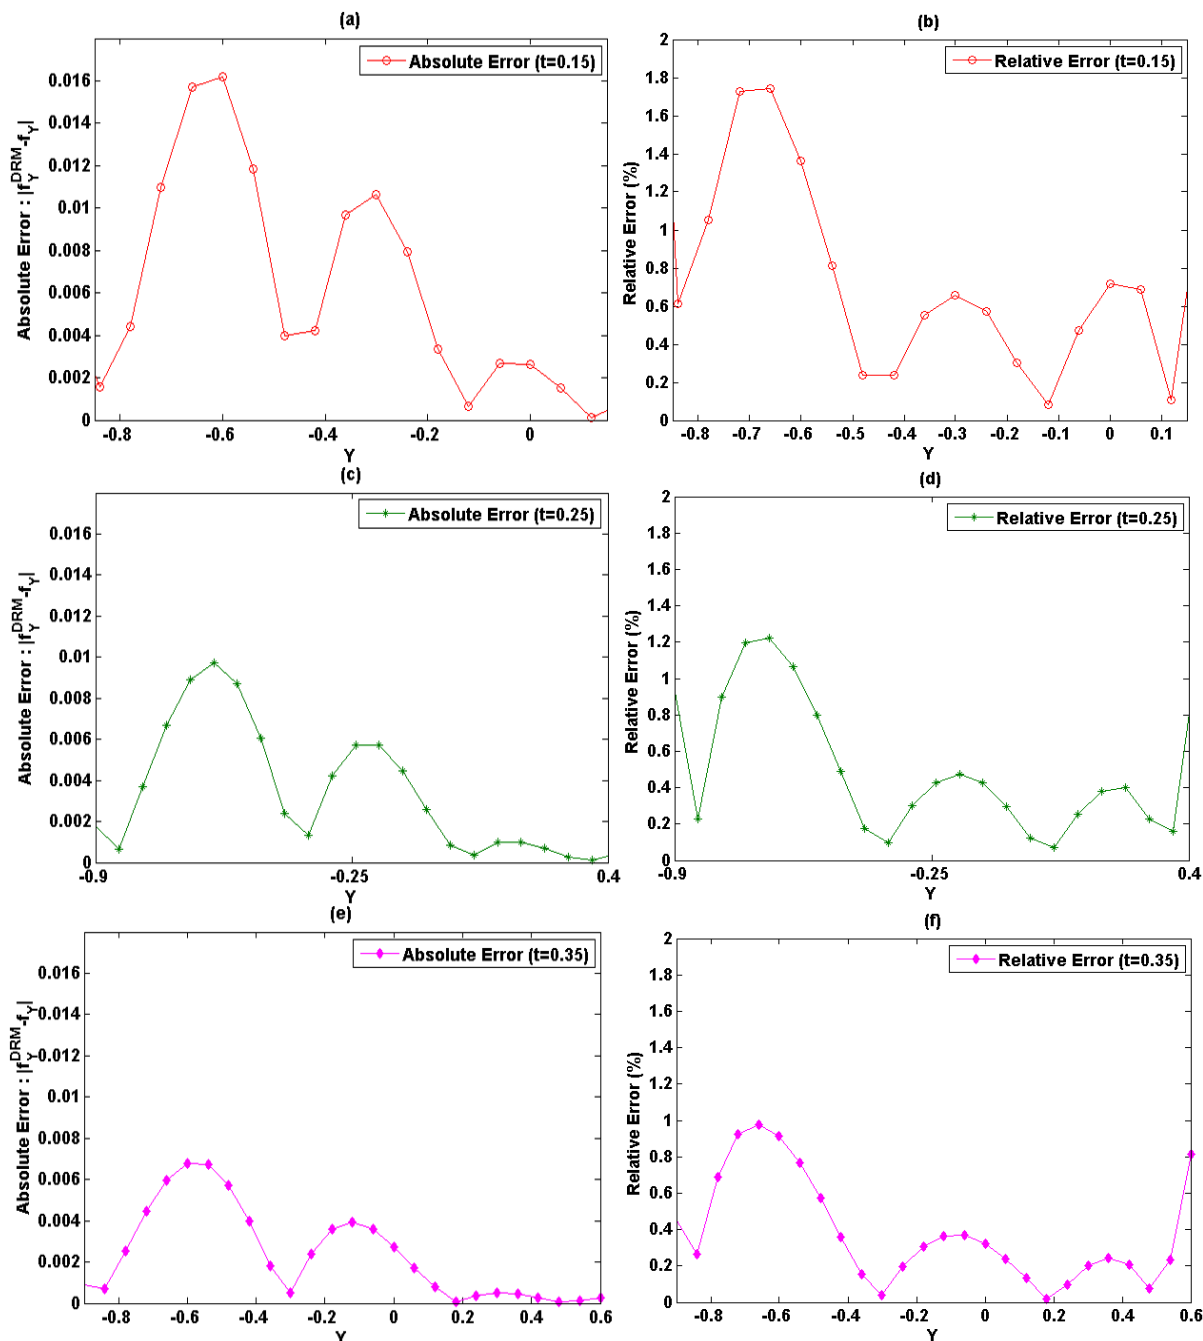 (a)
Absolute Error (t=0.15)
Absolute Error : |f_Y^DRM-f_Y|
0.016
0.014
0.012
0.01
0.008
0.006
0.004
0.002
0
-0.8 -0.6 -0.4 -0.2 0
Y
(b)
Relative Error (t=0.15)
Relative Error (%)
2
1.8
1.6
1.4
1.2
1
0.8
0.6
0.4
0.2
0
-0.8 -0.7 -0.6 -0.5 -0.4 -0.3 -0.2 -0.1 0 0.1
Y
(c)
Absolute Error (t=0.25)
Absolute Error : |f_Y^DRM-f_Y|
0.016
0.014
0.012
0.01
0.008
0.006
0.004
0.002
0
-0.9 -0.25 0.4
Y
(d)
Relative Error (t=0.25)
Relative Error (%)
2
1.8
1.6
1.4
1.2
1
0.8
0.6
0.4
0.2
0
-0.9 -0.25 0.4
Y
(e)
Absolute Error (t=0.35)
Absolute Error : |f_Y^DRM-f_Y|
0.016
0.014
0.012
0.01
0.008
0.006
0.004
0.002
0
-0.8 -0.6 -0.4 -0.2 0 0.2 0.4 0.6
Y
(f)
Relative Error (t=0.35)
Relative Error (%)
2
1.8
1.6
1.4
1.2
1
0.8
0.6
0.4
0.2
0
-0.8 -0.6 -0.4 -0.2 0 0.2 0.4 0.6
Y